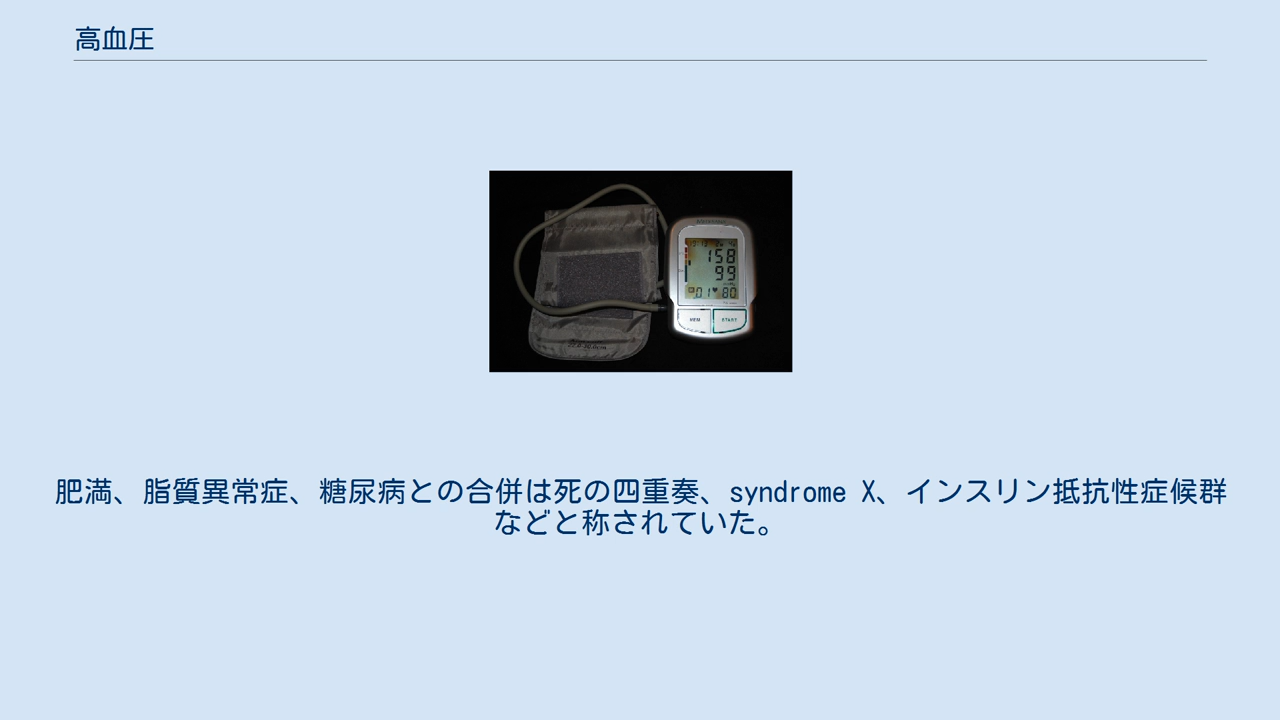 高血圧
158
99
80
MEM
START
肥満、脂質異常症、糖尿病との合併は死の四重奏、syndrome X、インスリン抵抗性症候群
などと称されていた。